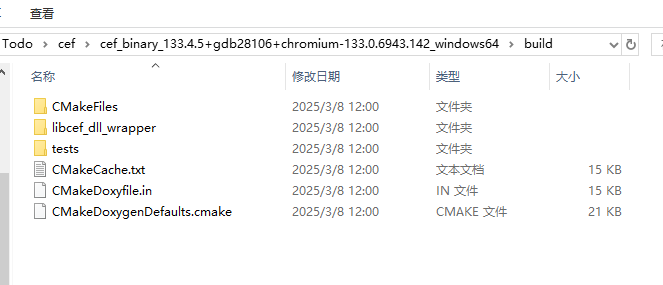 查看
Todo > cef > cef_binary_133.4.5+gdb28106+chromium-133.0.6943.142_windows64 > build
名称 修改日期 类型 大小
CMakeFiles 2025/3/8 12:00 文件夹
libcef_dll_wrapper 2025/3/8 12:00 文件夹
tests 2025/3/8 12:00 文件夹
CMakeCache.txt 2025/3/8 12:00 文本文档 15 KB
CMakeDoxyfile.in 2025/3/8 12:00 IN 文件 15 KB
CMakeDoxygenDefaults.cmake 2025/3/8 12:00 CMAKE 文件 21 KB